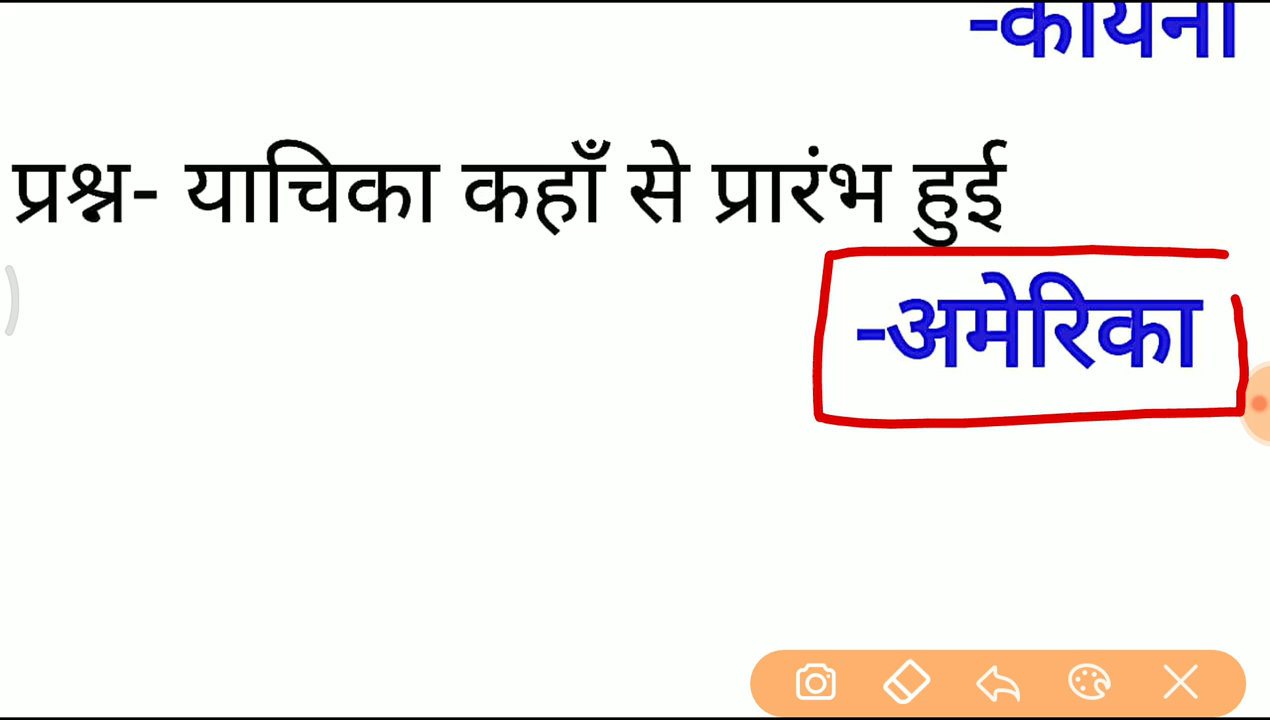 प्रश्न- याचिका कहाँ से प्रारंभ हुई
-अमेरिका